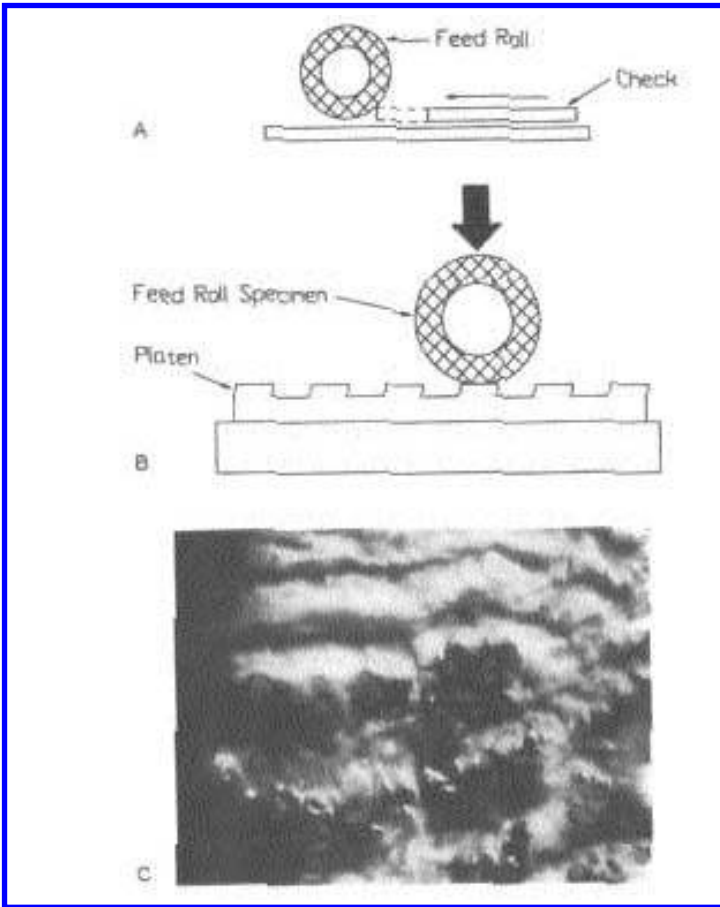 Feed Roll
Check
A
Feed Roll Specimen
Platen
B
C